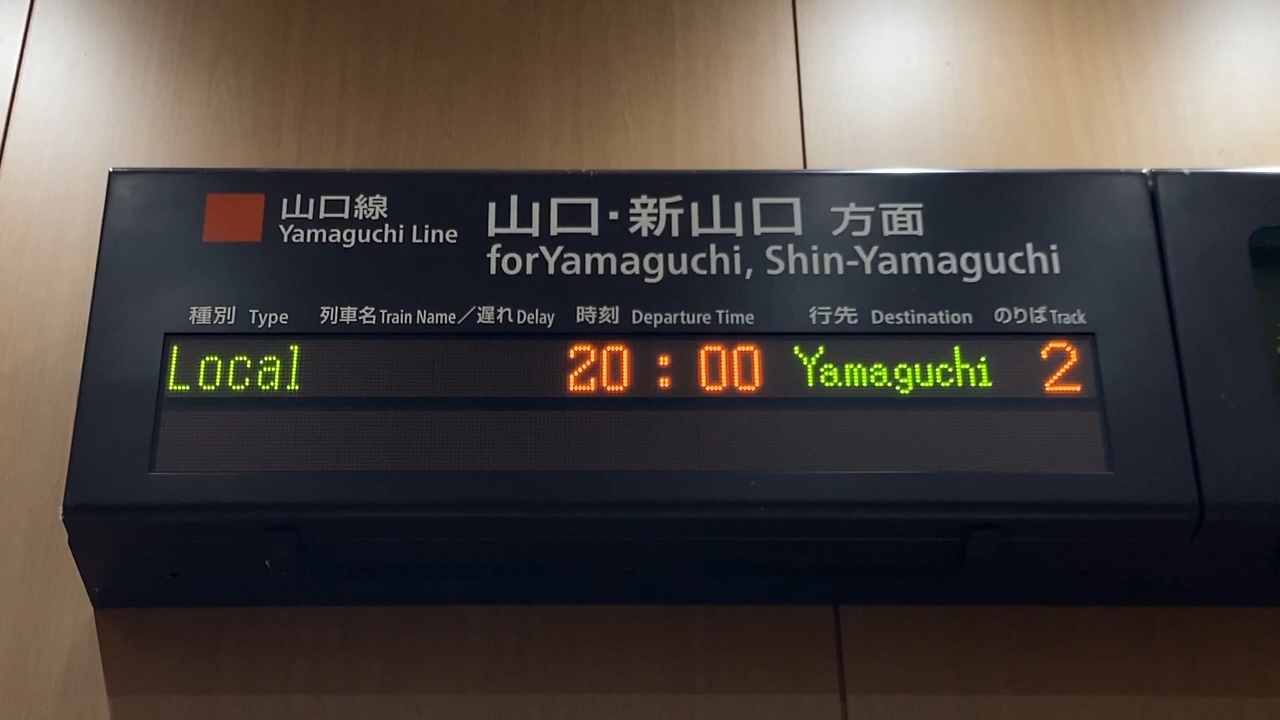 山口線
Yamaguchi Line
山口・新山口 方面
forYamaguchi, Shin-Yamaguchi
種別 Type 列車名 Train Name／遅れ Delay 時刻 Departure Time 行先 Destination のりば Track
Local 20:00 Yamaguchi 2